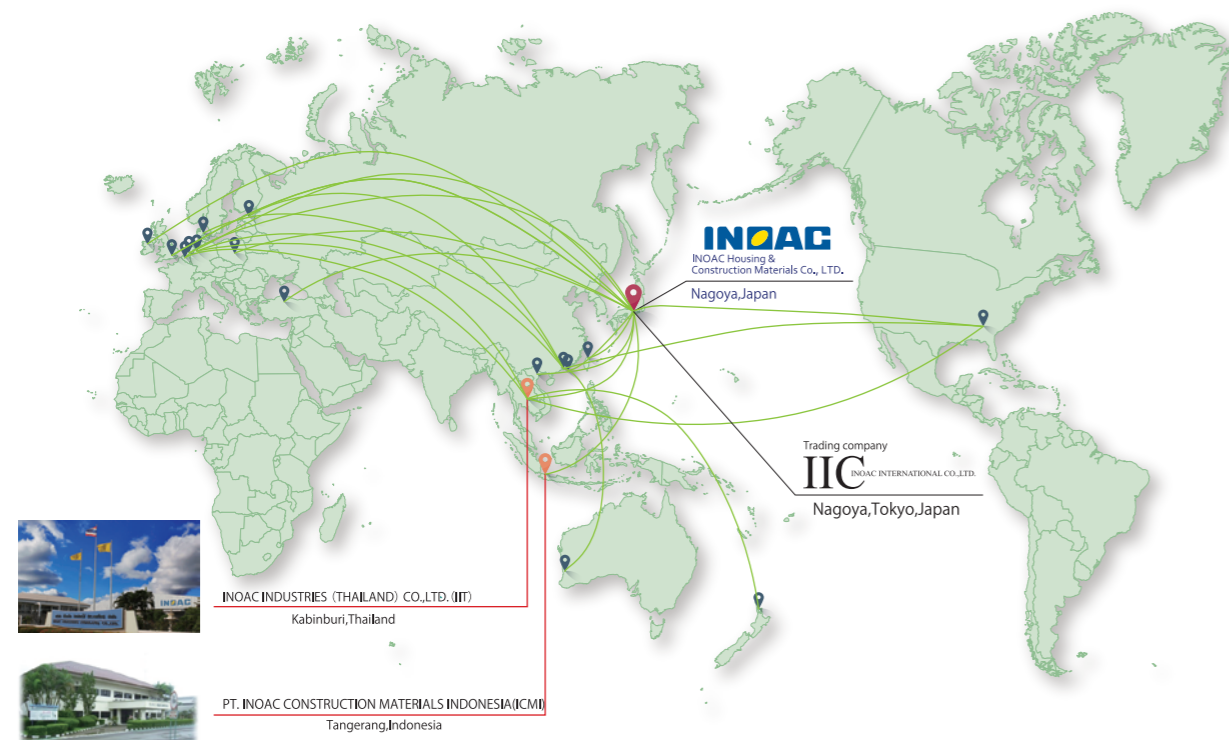 INOAC
INOAC Housing &
Construction Materials Co., LTD.
Nagoya,Japan
Trading company
IIC INOAC INTERNATIONAL CO.,LTD.
Nagoya,Tokyo,Japan
INOAC
INOAC INDUSTRIES (THAILAND) CO.,LTD. (IIT)
Kabinburi,Thailand
PT. INOAC CONSTRUCTION MATERIALS INDONESIA(ICMI)
Tangerang,Indonesia